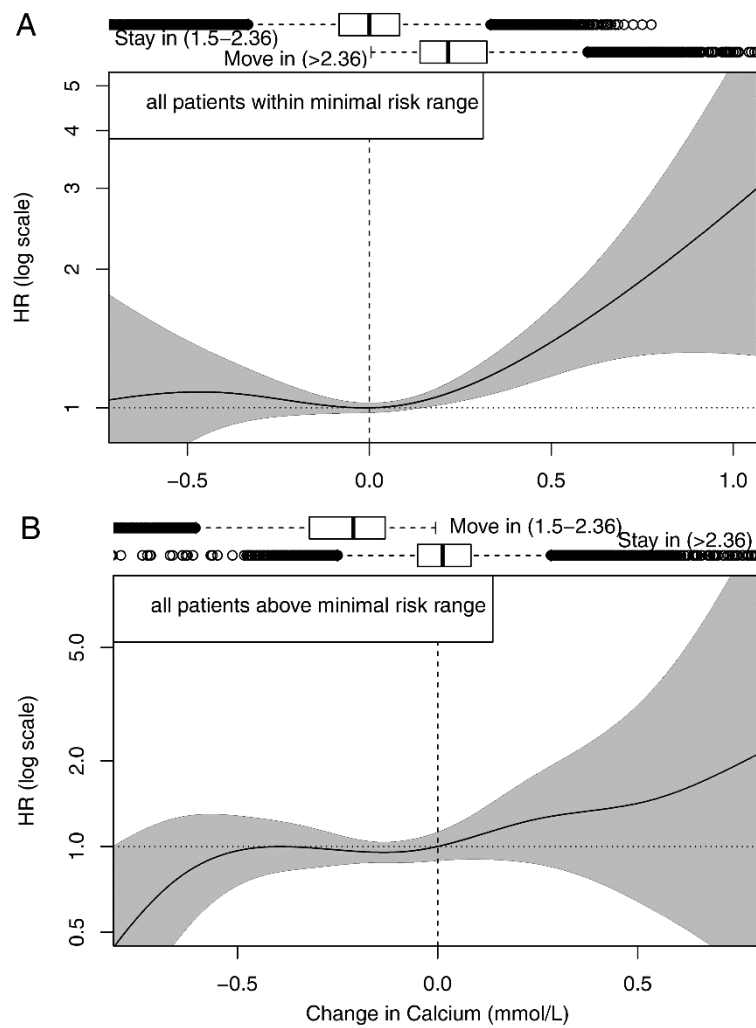 A
Stay in (1.5−2.36)
Move in (>2.36)
all patients within minimal risk range
HR (log scale)
5
4
3
2
1
−0.5
0.0
0.5
1.0
B
Move in (1.5−2.36)
Stay in (>2.36)
all patients above minimal risk range
HR (log scale)
5.0
2.0
1.0
0.5
−0.5
0.0
0.5
Change in Calcium (mmol/L)